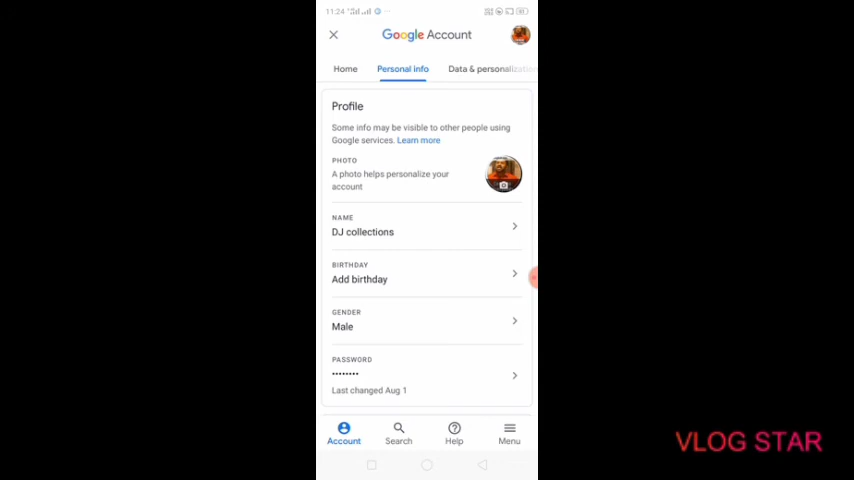 11:24
Google Account
Home Personal info Data & personalizatio
Profile
Some info may be visible to other people using
Google services. Learn more
PHOTO
A photo helps personalize your
account
NAME
DJ collections
BIRTHDAY
Add birthday
GENDER
Male
PASSWORD
••••••••
Last changed Aug 1
Account Search Help Menu
VLOG STAR